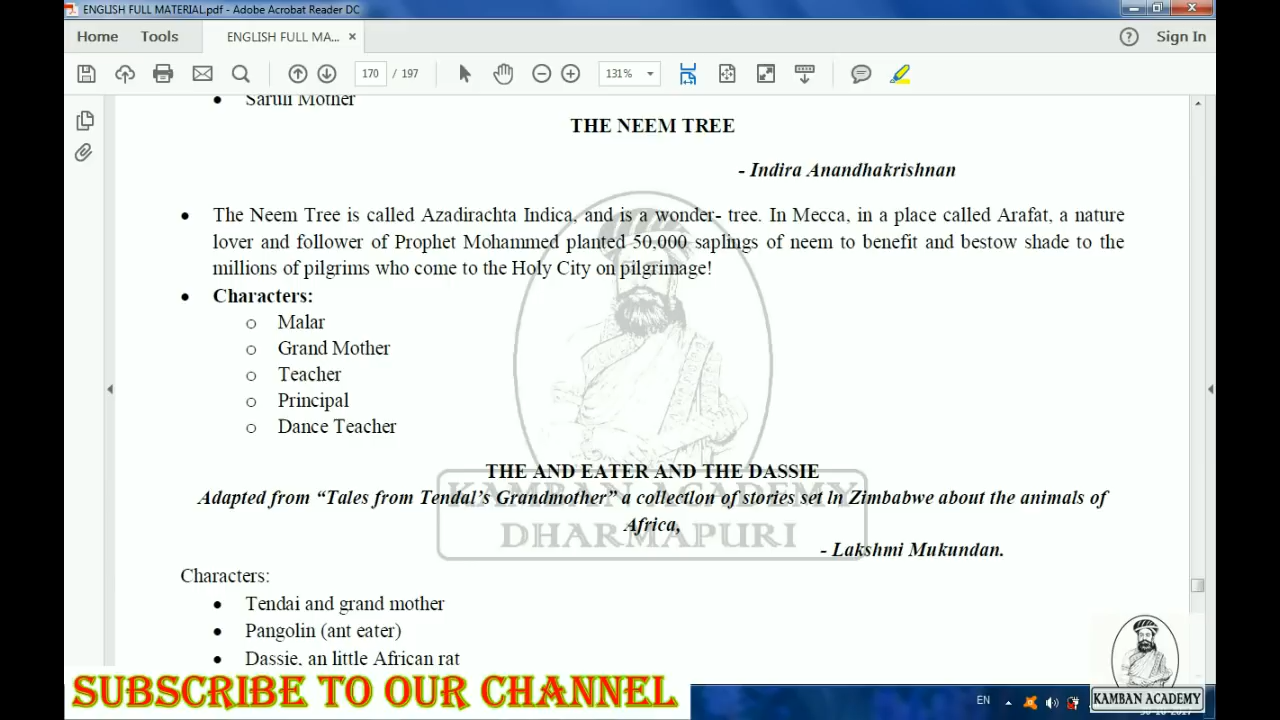 ENGLISH FULL MATERIAL.pdf - Adobe Acrobat Reader DC
Home Tools ENGLISH FULL MA... × Sign In
170 / 197 131%
Saruli Mother
THE NEEM TREE
- Indira Anandhakrishnan
The Neem Tree is called Azadirachta Indica, and is a wonder- tree. In Mecca, in a place called Arafat, a nature
lover and follower of Prophet Mohammed planted 50,000 saplings of neem to benefit and bestow shade to the
millions of pilgrims who come to the Holy City on pilgrimage!
Characters:
Malar
Grand Mother
Teacher
Principal
Dance Teacher
THE AND EATER AND THE DASSIE
Adapted from “Tales from Tendal’s Grandmother” a collectlon of stories set ln Zimbabwe about the animals of
Africa,
KAMBAN ACADEMY
DHARMAPURI
- Lakshmi Mukundan.
Characters:
Tendai and grand mother
Pangolin (ant eater)
Dassie, an little African rat
SUBSCRIBE TO OUR CHANNEL
EN
KAMBAN ACADEMY